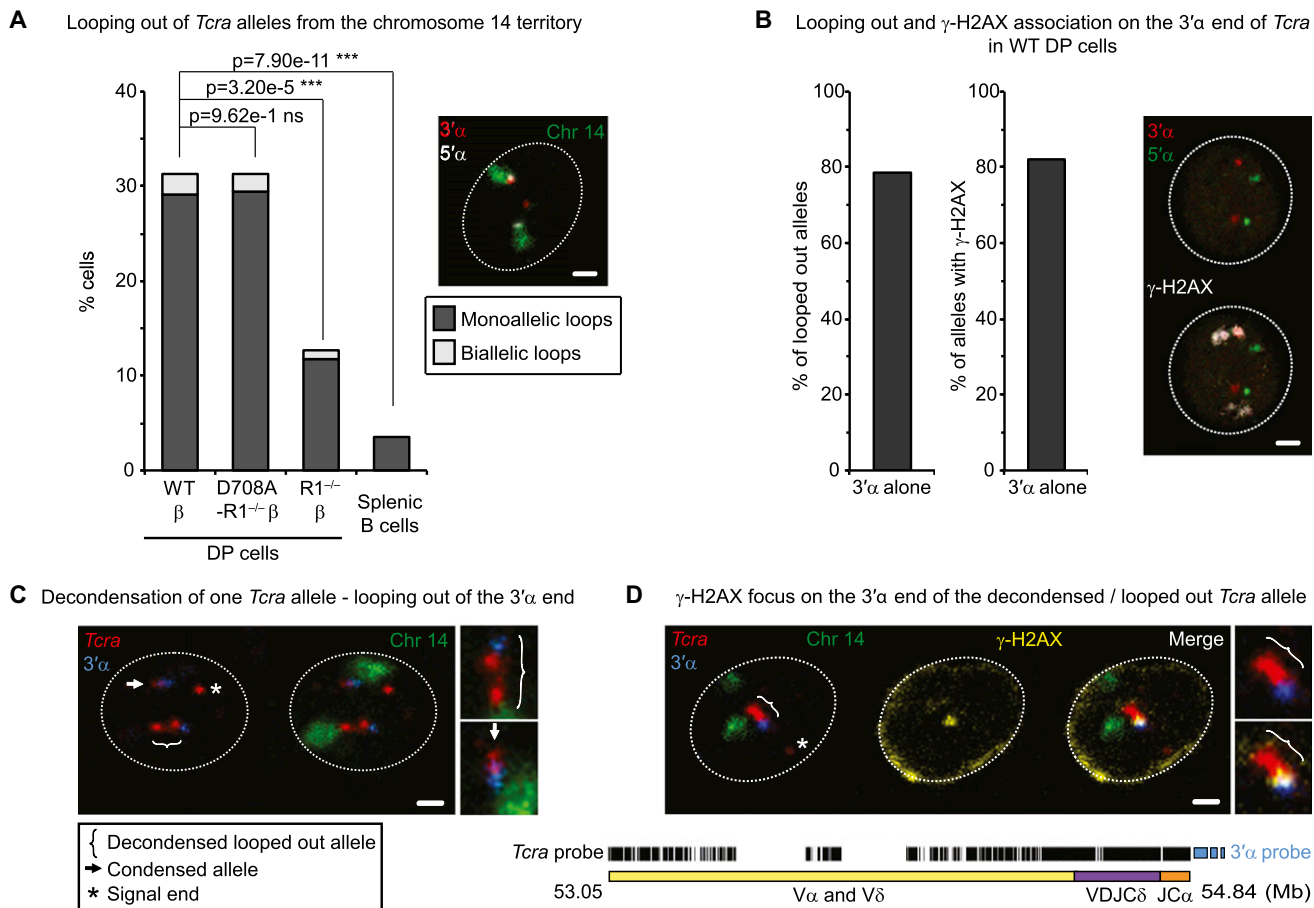 A Looping out of Tcra alleles from the chromosome 14 territory
p=7.90e-11 ***
p=3.20e-5 ***
p=9.62e-1 ns
40
30
20
10
0
% cells
WT β
D708A -R1⁻/⁻ β
R1⁻/⁻ β
Splenic B cells
DP cells
3′α
5′α
Chr 14
Monoallelic loops
Biallelic loops
B Looping out and γ-H2AX association on the 3′α end of Tcra
in WT DP cells
100
80
60
40
20
0
% of looped out alleles
3′α alone
100
80
60
40
20
0
% of alleles with γ-H2AX
3′α alone
3′α
5′α
γ-H2AX
C Decondensation of one Tcra allele - looping out of the 3′α end
Tcra
3′α
Chr 14
*
{ Decondensed looped out allele
Condensed allele
* Signal end
D γ-H2AX focus on the 3′α end of the decondensed / looped out Tcra allele
Tcra
3′α
Chr 14
γ-H2AX
Merge
*
Tcra probe
3′α probe
53.05
Vα and Vδ
VDJCδ
JCα
54.84 (Mb)